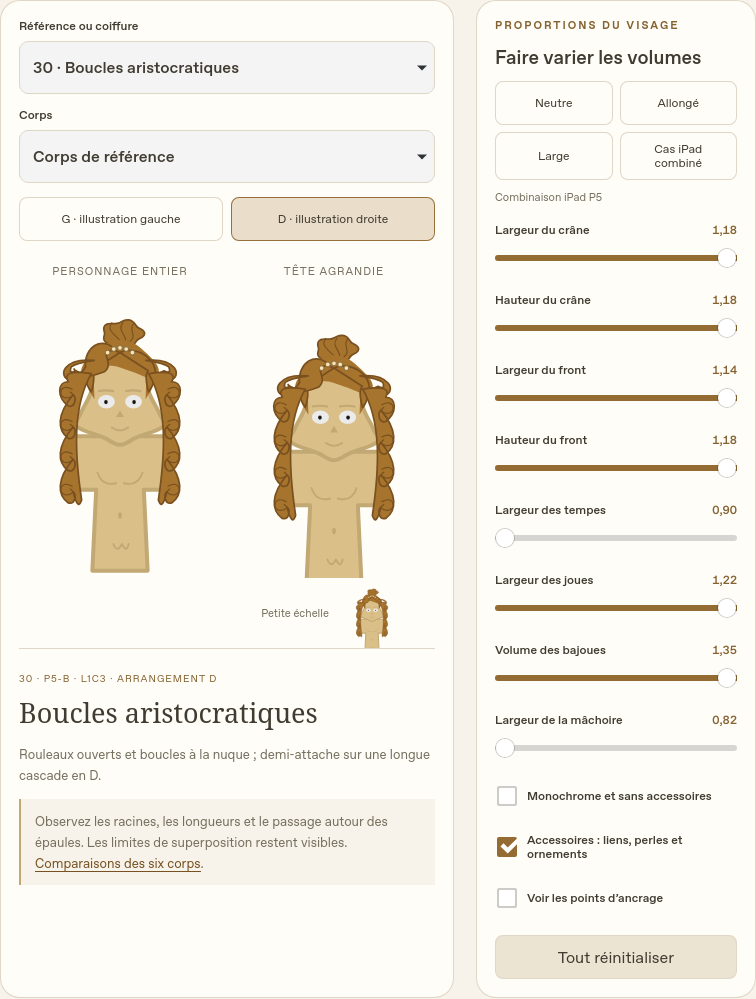 Référence ou coiffure
30 · Boucles aristocratiques
Corps
Corps de référence
G · illustration gauche
D · illustration droite
PERSONNAGE ENTIER
TÊTE AGRANDIE
Petite échelle
30 · P5-B · L1C3 · ARRANGEMENT D
Boucles aristocratiques
Rouleaux ouverts et boucles à la nuque ; demi-attache sur une longue
cascade en D.
Observez les racines, les longueurs et le passage autour des
épaules. Les limites de superposition restent visibles.
Comparaisons des six corps.
PROPORTIONS DU VISAGE
Faire varier les volumes
Neutre
Allongé
Large
Cas iPad
combiné
Combinaison iPad P5
Largeur du crâne 1,18
Hauteur du crâne 1,18
Largeur du front 1,14
Hauteur du front 1,18
Largeur des tempes 0,90
Largeur des joues 1,22
Volume des bajoues 1,35
Largeur de la mâchoire 0,82
Monochrome et sans accessoires
Accessoires : liens, perles et
ornements
Voir les points d’ancrage
Tout réinitialiser